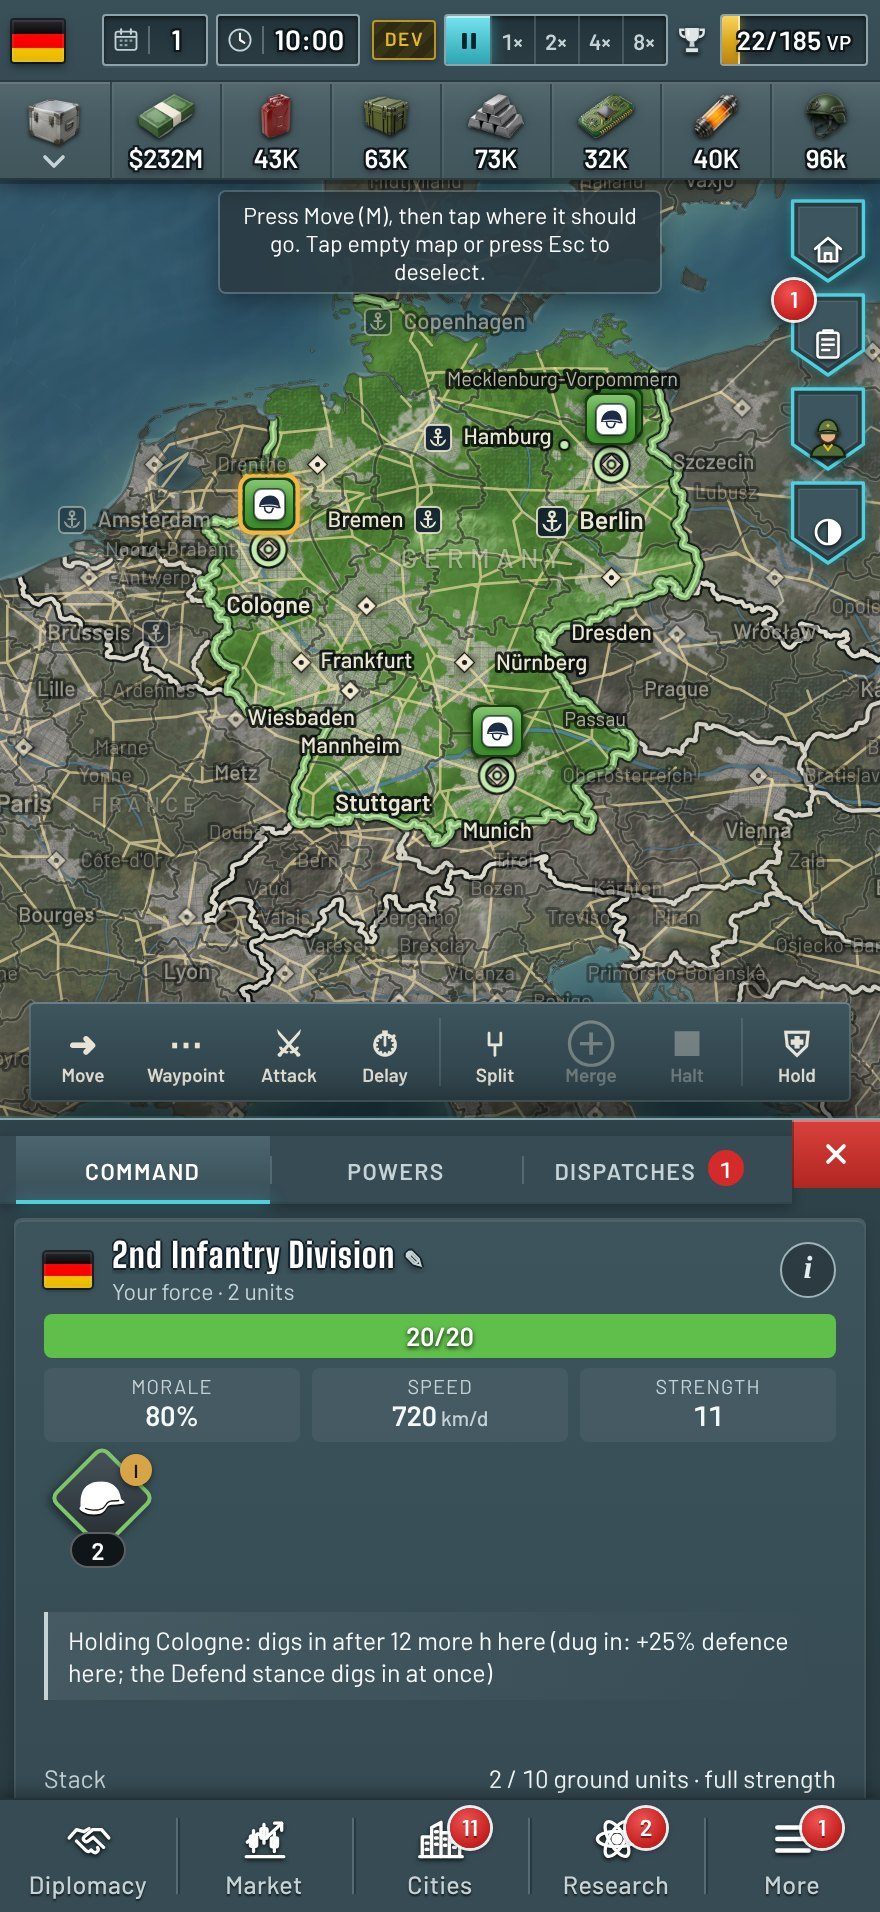 1
10:00
DEV
1×
2×
4×
8×
22/185 VP
$232M
43K
63K
73K
32K
40K
96k
Press Move (M), then tap where it should
go. Tap empty map or press Esc to
deselect.
1
Copenhagen
Mecklenburg-Vorpommern
Hamburg
Drenthe
Szczecin
Lubusz
Amsterdam
Bremen
Berlin
Noord-Brabant
GERMANY
Antwerp
Cologne
Brussels
Dresden
Wrocław
Frankfurt
Nürnberg
Lille
Ardennes
Prague
Wiesbaden
Passau
Mannheim
Marne
Metz
Yonne
Oberösterreich
Bratislava
Paris
FRANCE
Stuttgart
Munich
Vienna
Côte-d'Or
Bern
Tirol
Zala
Vaud
Bozen
Kärnten
Bourges
Valais
Bergamo
Treviso
Varese
Brescia
Lyon
Vicenza
Primorsko-Goranska
Move
Waypoint
Attack
Delay
Split
Merge
Halt
Hold
COMMAND
POWERS
DISPATCHES 1
2nd Infantry Division
Your force · 2 units
i
20/20
MORALE
80%
SPEED
720 km/d
STRENGTH
11
I
2
Holding Cologne: digs in after 12 more h here (dug in: +25% defence
here; the Defend stance digs in at once)
Stack
2 / 10 ground units · full strength
11
2
1
Diplomacy
Market
Cities
Research
More